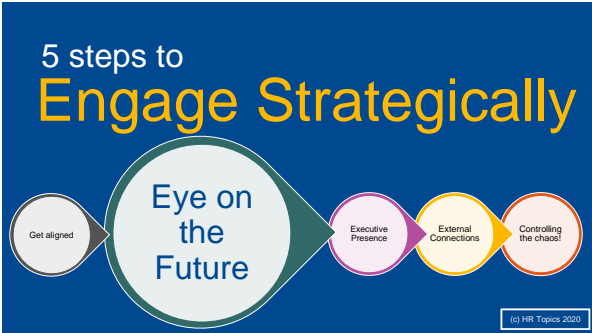 5 steps to
Engage Strategically
Get aligned
Eye on
the
Future
Executive
Presence
External
Connections
Controlling
the chaos!
(c) HR Topics 2020